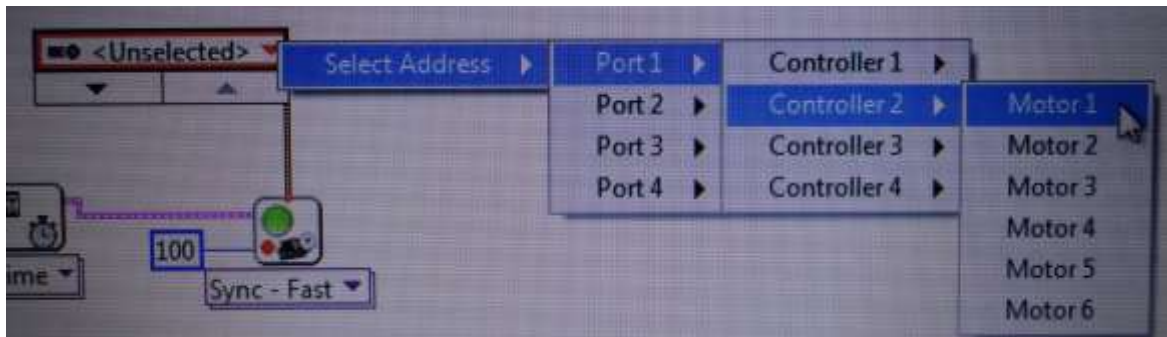 <Unselected>
Select Address
Port 1
Port 2
Port 3
Port 4
Controller 1
Controller 2
Controller 3
Controller 4
Motor 1
Motor 2
Motor 3
Motor 4
Motor 5
Motor 6
100
ime
Sync - Fast